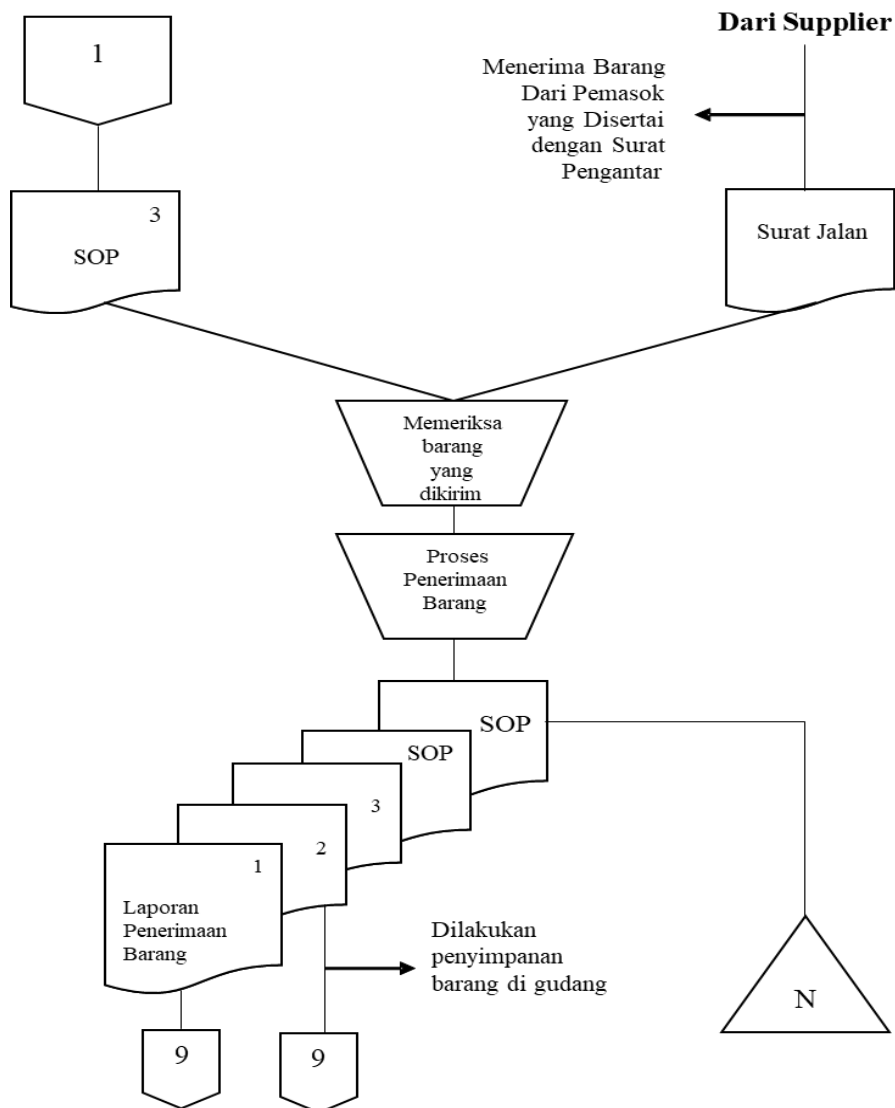 1
Dari Supplier
Menerima Barang
Dari Pemasok
yang Disertai
dengan Surat
Pengantar
3
SOP
Surat Jalan
Memeriksa
barang
yang
dikirim
Proses
Penerimaan
Barang
SOP
SOP
3
2
1
Laporan
Penerimaan
Barang
Dilakukan
penyimpanan
barang di gudang
N
9
9